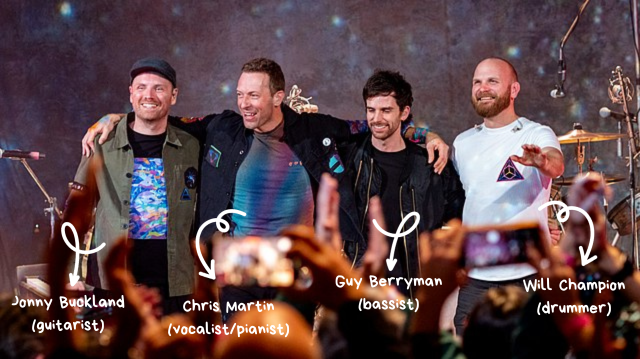 Jonny Buckland
(guitarist)
Chris Martin
(vocalist/pianist)
Guy Berryman
(bassist)
Will Champion
(drummer)